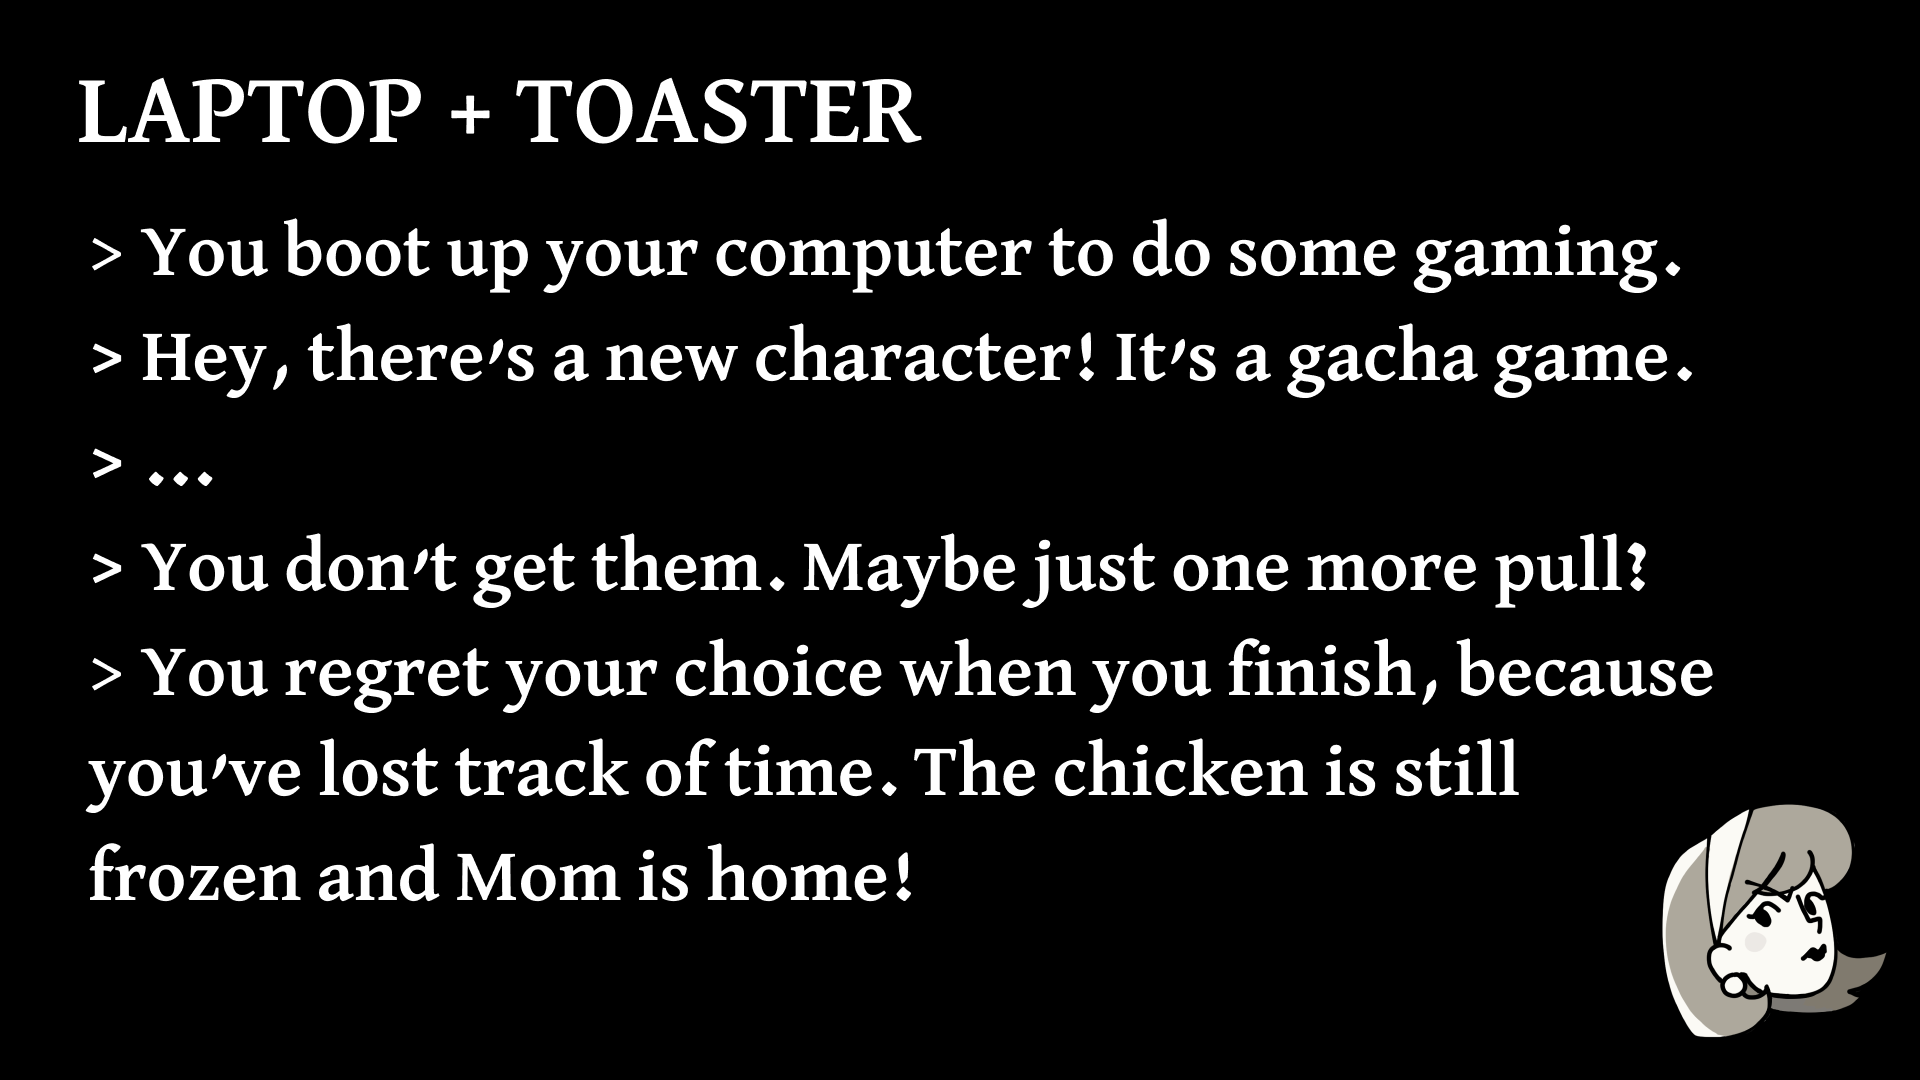 LAPTOP + TOASTER
> You boot up your computer to do some gaming.
> Hey, there's a new character! It's a gacha game.
> ...
> You don't get them. Maybe just one more pull?
> You regret your choice when you finish, because
you've lost track of time. The chicken is still
frozen and Mom is home!